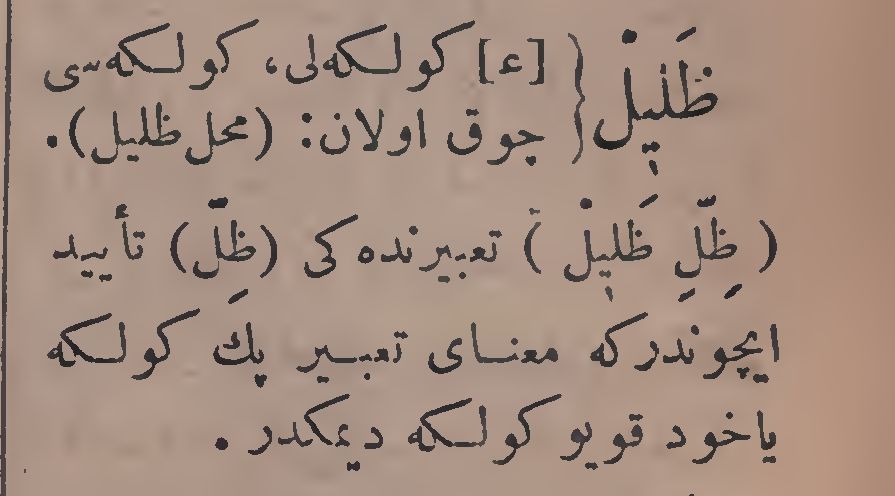 ظَلٖيلْ { [ع] كولكه‌لى، كولكه‌سى
چوق اولان: (محل ظليل).
(ظِلِّ ظَلٖيلْ) تعبيرنده كى (ظِلّ) تأييد
ايچوندركه معناى تعبير پك كولكه
ياخود قويو كولكه ديمكدر.